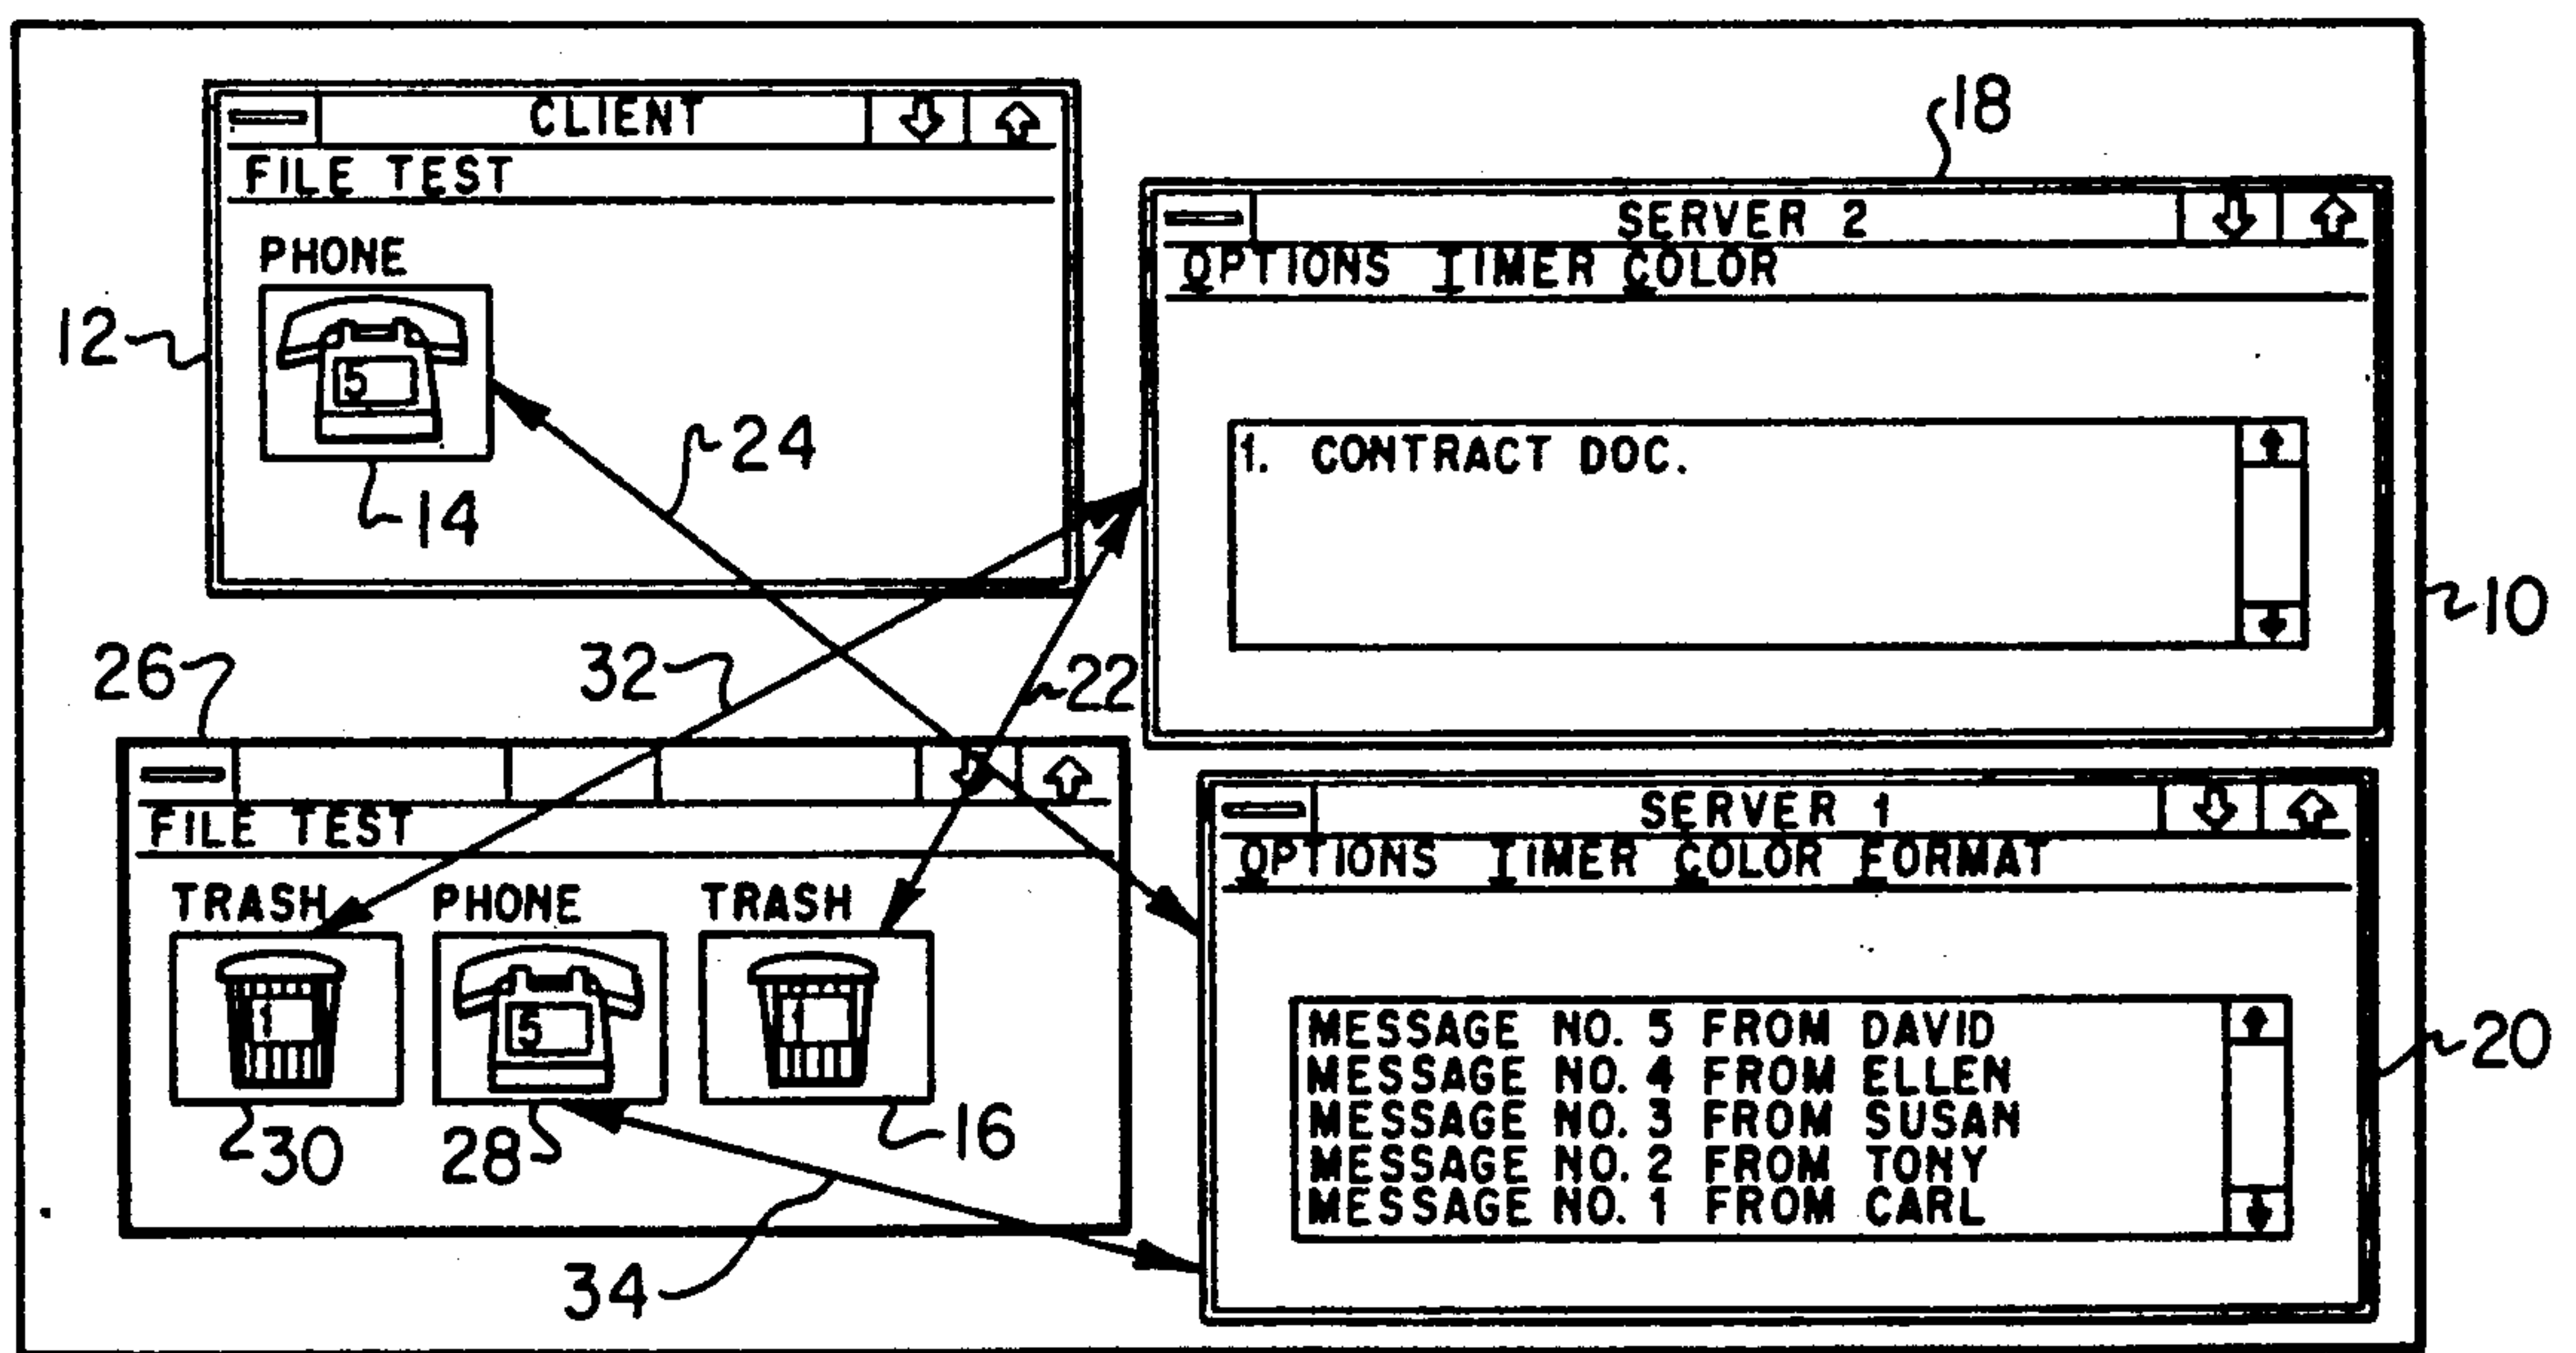 CLIENT
FILE TEST
PHONE
5
12
14
24
18
SERVER 2
OPTIONS TIMER COLOR
1. CONTRACT DOC.
10
26
32
22
FILE TEST
TRASH PHONE TRASH
1 5 1
30 28 16
34
SERVER 1
OPTIONS TIMER COLOR FORMAT
MESSAGE NO. 5 FROM DAVID
MESSAGE NO. 4 FROM ELLEN
MESSAGE NO. 3 FROM SUSAN
MESSAGE NO. 2 FROM TONY
MESSAGE NO. 1 FROM CARL
20